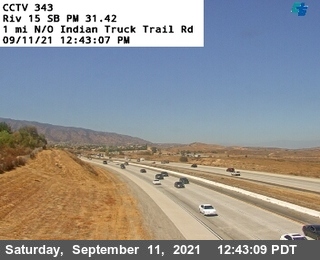 CCTV 343
Riv 15 SB PM 31.42
1 mi N/O Indian Truck Trail Rd
09/11/21 12:43:07 PM
Saturday, September 11, 2021 12:43:09 PDT